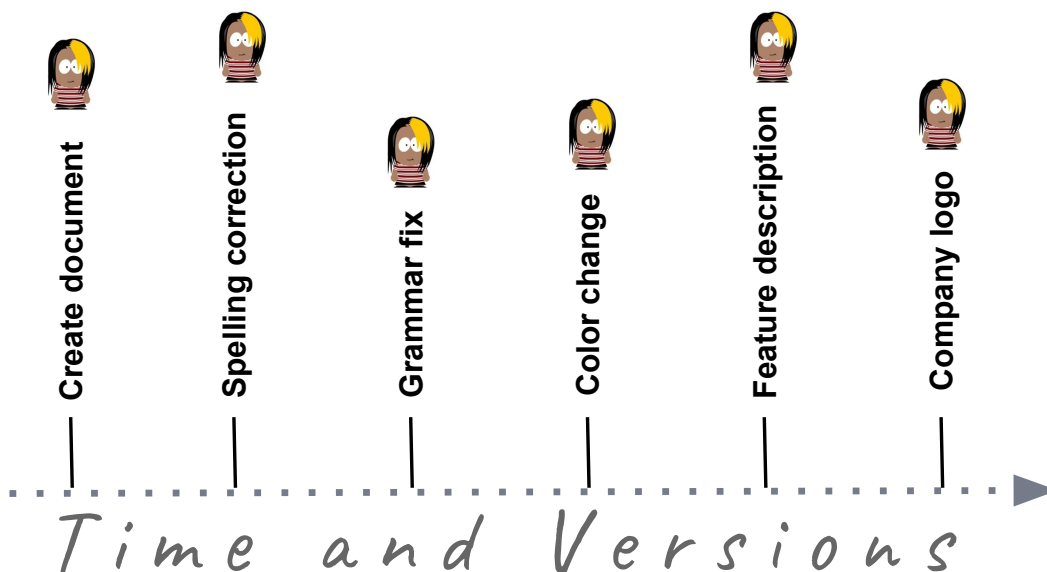 Create document
Spelling correction
Grammar fix
Color change
Feature description
Company logo
Time and Versions